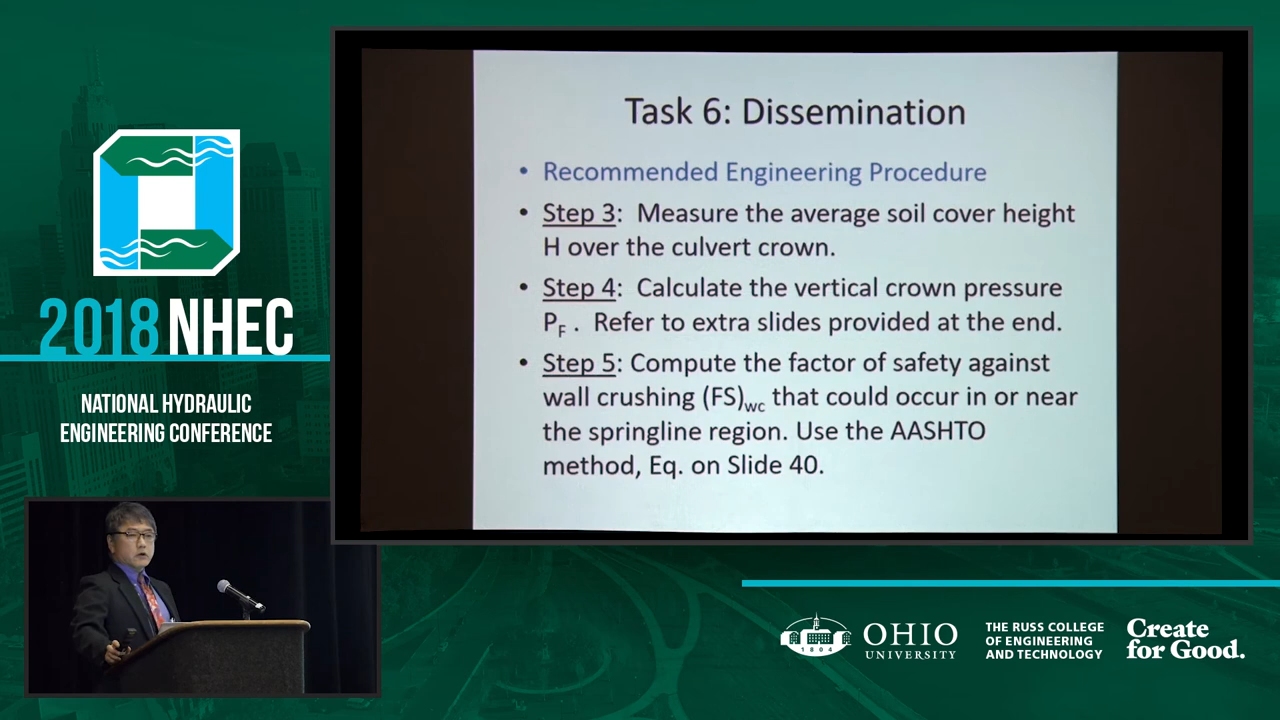 2018 NHEC
NATIONAL HYDRAULIC
ENGINEERING CONFERENCE
Task 6: Dissemination
• Recommended Engineering Procedure
• Step 3: Measure the average soil cover height
H over the culvert crown.
• Step 4: Calculate the vertical crown pressure
PF . Refer to extra slides provided at the end.
• Step 5: Compute the factor of safety against
wall crushing (FS)wc that could occur in or near
the springline region. Use the AASHTO
method, Eq. on Slide 40.
1804
OHIO
UNIVERSITY
THE RUSS COLLEGE
OF ENGINEERING
AND TECHNOLOGY
Create
for Good.